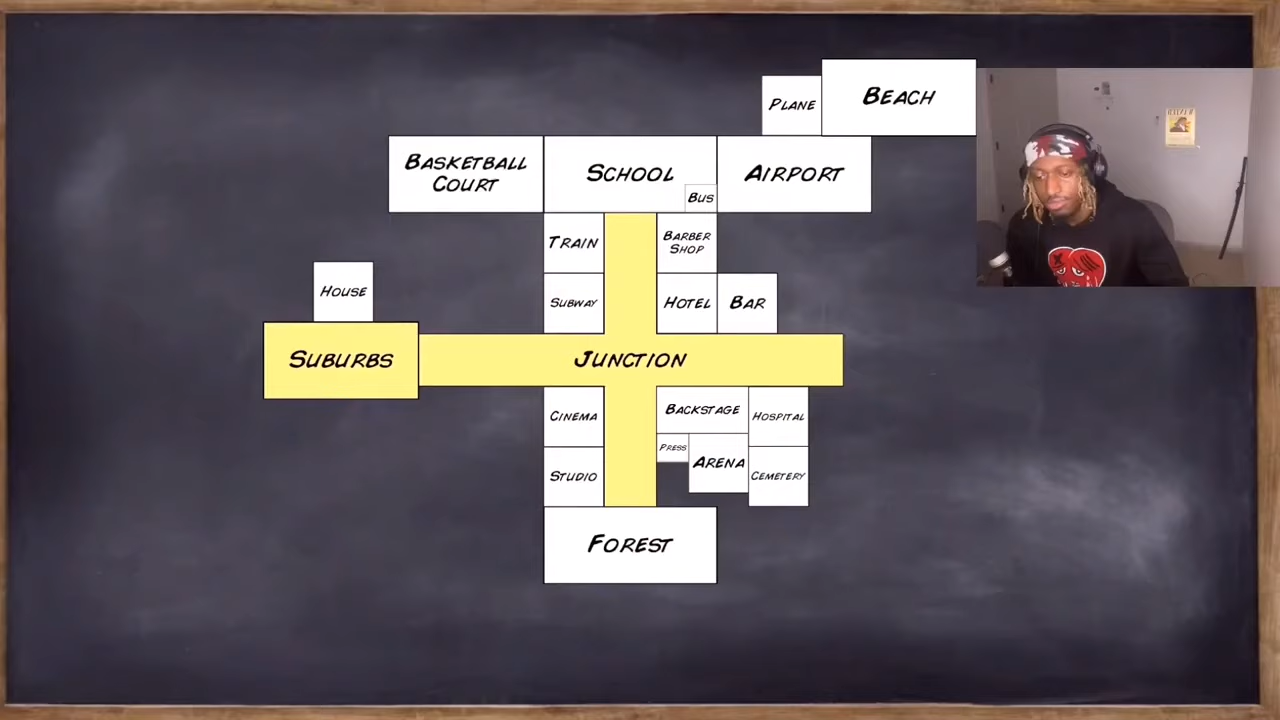 BEACH
PLANE
BASKETBALL
COURT
SCHOOL
AIRPORT
BUS
TRAIN
BARBER
SHOP
HOUSE
SUBWAY
HOTEL
BAR
SUBURBS
JUNCTION
CINEMA
BACKSTAGE
HOSPITAL
PRESS
ARENA
STUDIO
CEMETERY
FOREST